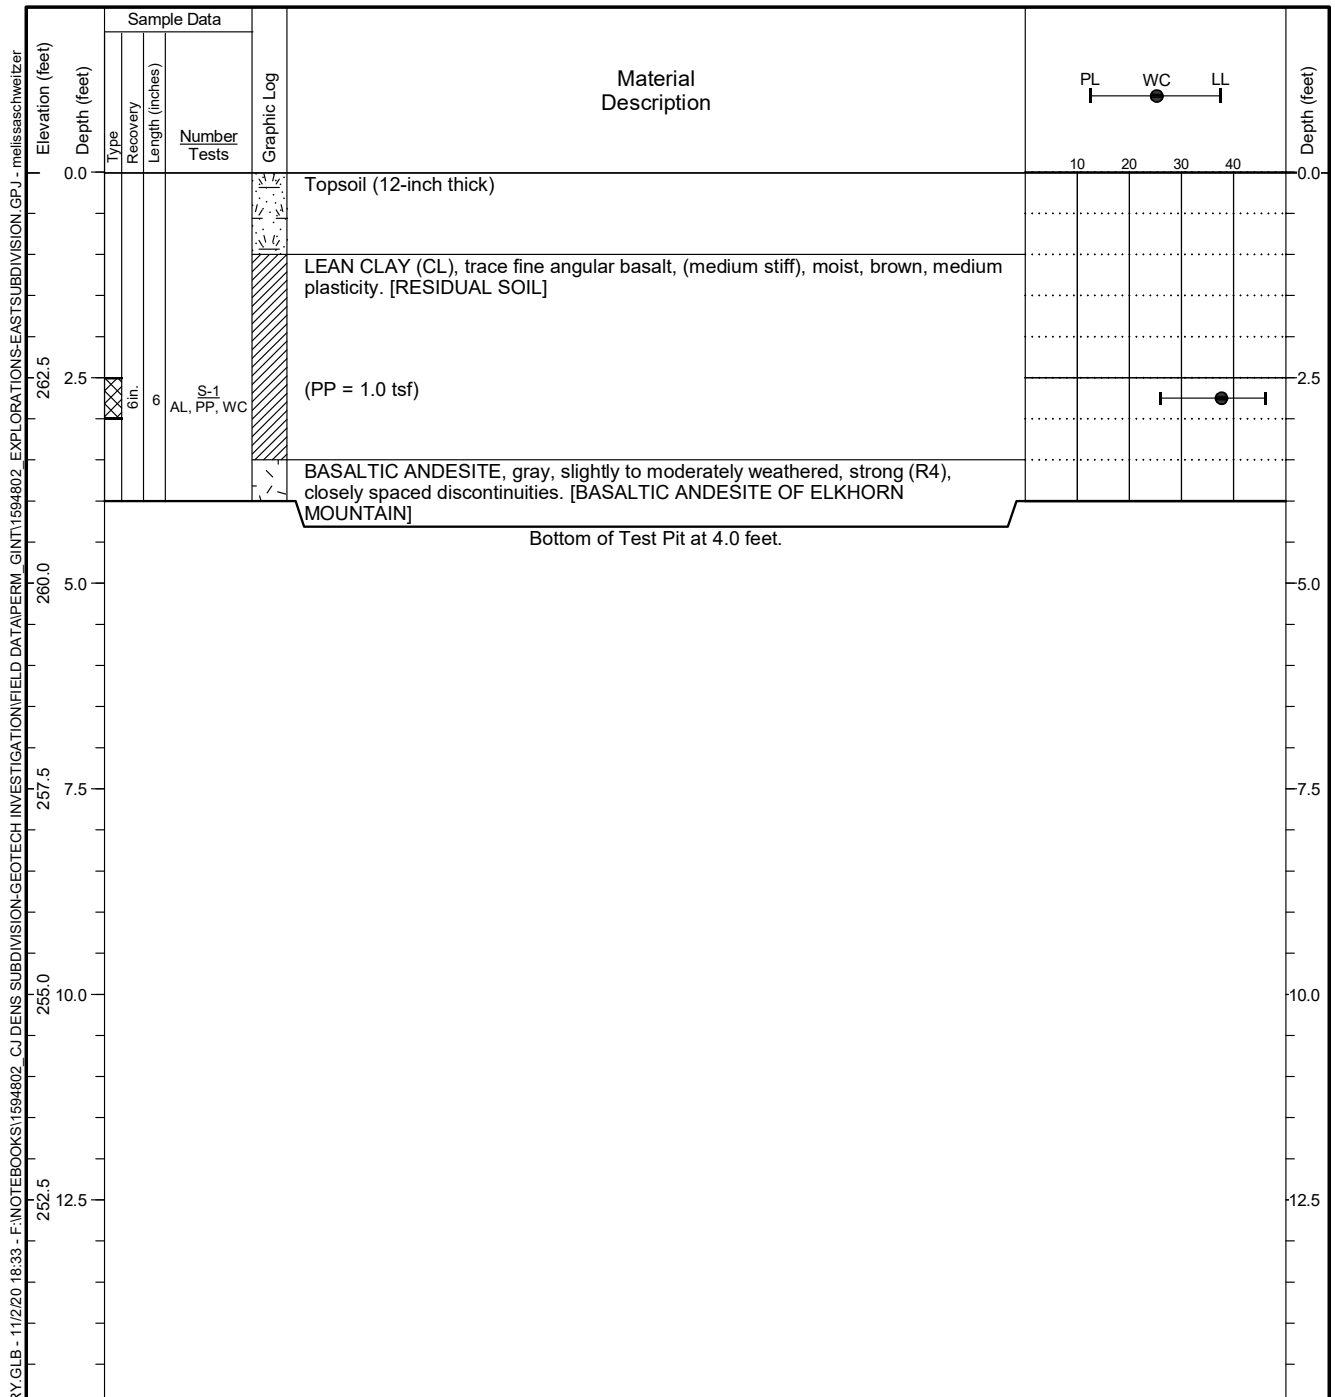 RY.GLB - 11/2/20 18:33 - F:\NOTEBOOKS\1594802_CJ DENS SUBDIVISION-GEOTECH INVESTIGATION\FIELD DATA\PERM_GINT\1594802_EXPLORATIONS-EASTSUBDIVISION.GPJ - melissaschweitzer
Elevation (feet)
Depth (feet)
Sample Data
Type
Recovery
Length (inches)
Number
Tests
Graphic Log
Material
Description
PL WC LL
Depth (feet)
10 20 30 40
0.0 0.0
Topsoil (12-inch thick)
LEAN CLAY (CL), trace fine angular basalt, (medium stiff), moist, brown, medium
plasticity. [RESIDUAL SOIL]
262.5 2.5 2.5
6in. 6
S-1
AL, PP, WC
(PP = 1.0 tsf)
BASALTIC ANDESITE, gray, slightly to moderately weathered, strong (R4),
closely spaced discontinuities. [BASALTIC ANDESITE OF ELKHORN
MOUNTAIN]
Bottom of Test Pit at 4.0 feet.
260.0 5.0 5.0
257.5 7.5 7.5
255.0 10.0 10.0
252.5 12.5 12.5